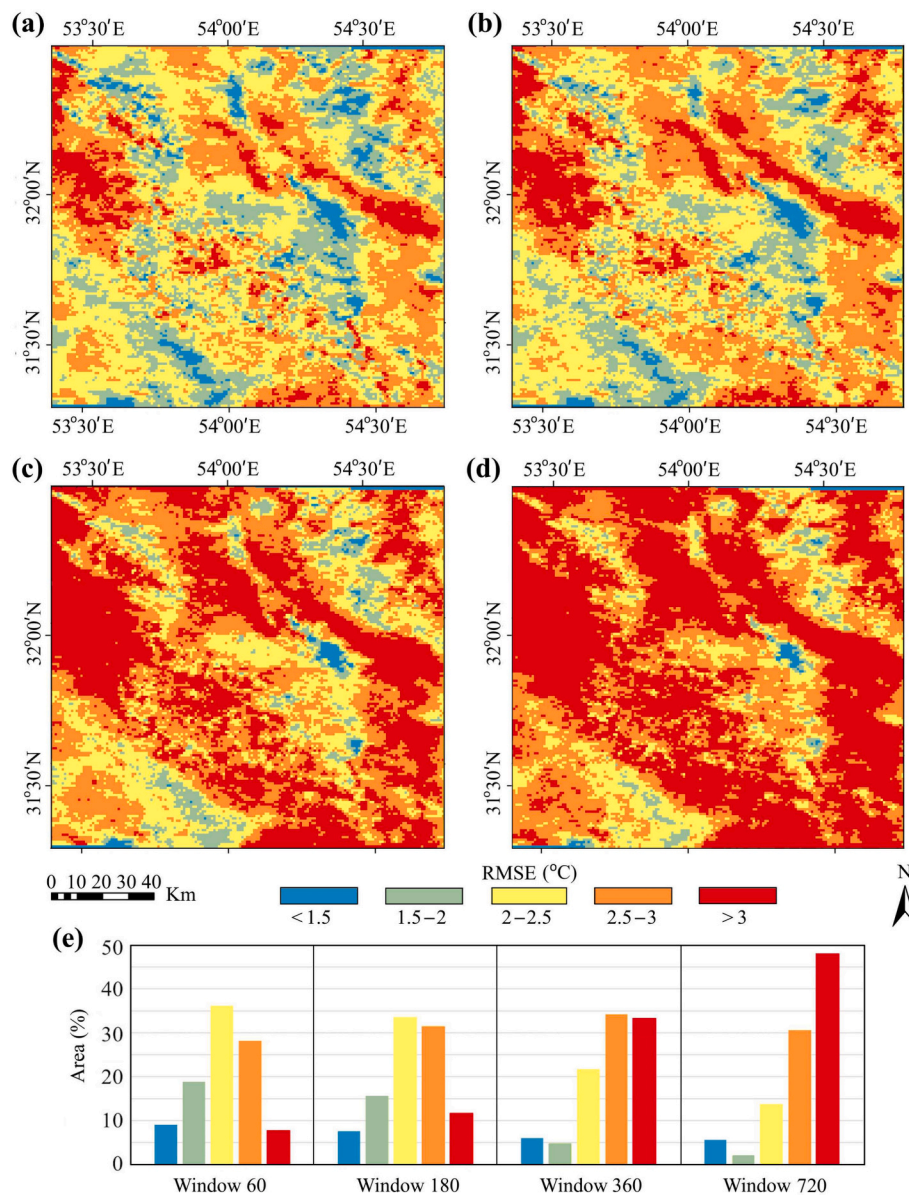 (a) 53°30′E 54°00′E 54°30′E
(b) 53°30′E 54°00′E 54°30′E
32°00′N
31°30′N
32°00′N
31°30′N
53°30′E 54°00′E 54°30′E
53°30′E 54°00′E 54°30′E
(c) 53°30′E 54°00′E 54°30′E
(d) 53°30′E 54°00′E 54°30′E
32°00′N
31°30′N
32°00′N
31°30′N
0 10 20 30 40 Km
RMSE (°C)
<1.5 1.5–2 2–2.5 2.5–3 >3
N
(e)
Area (%)
50
40
30
20
10
0
Window 60 Window 180 Window 360 Window 720